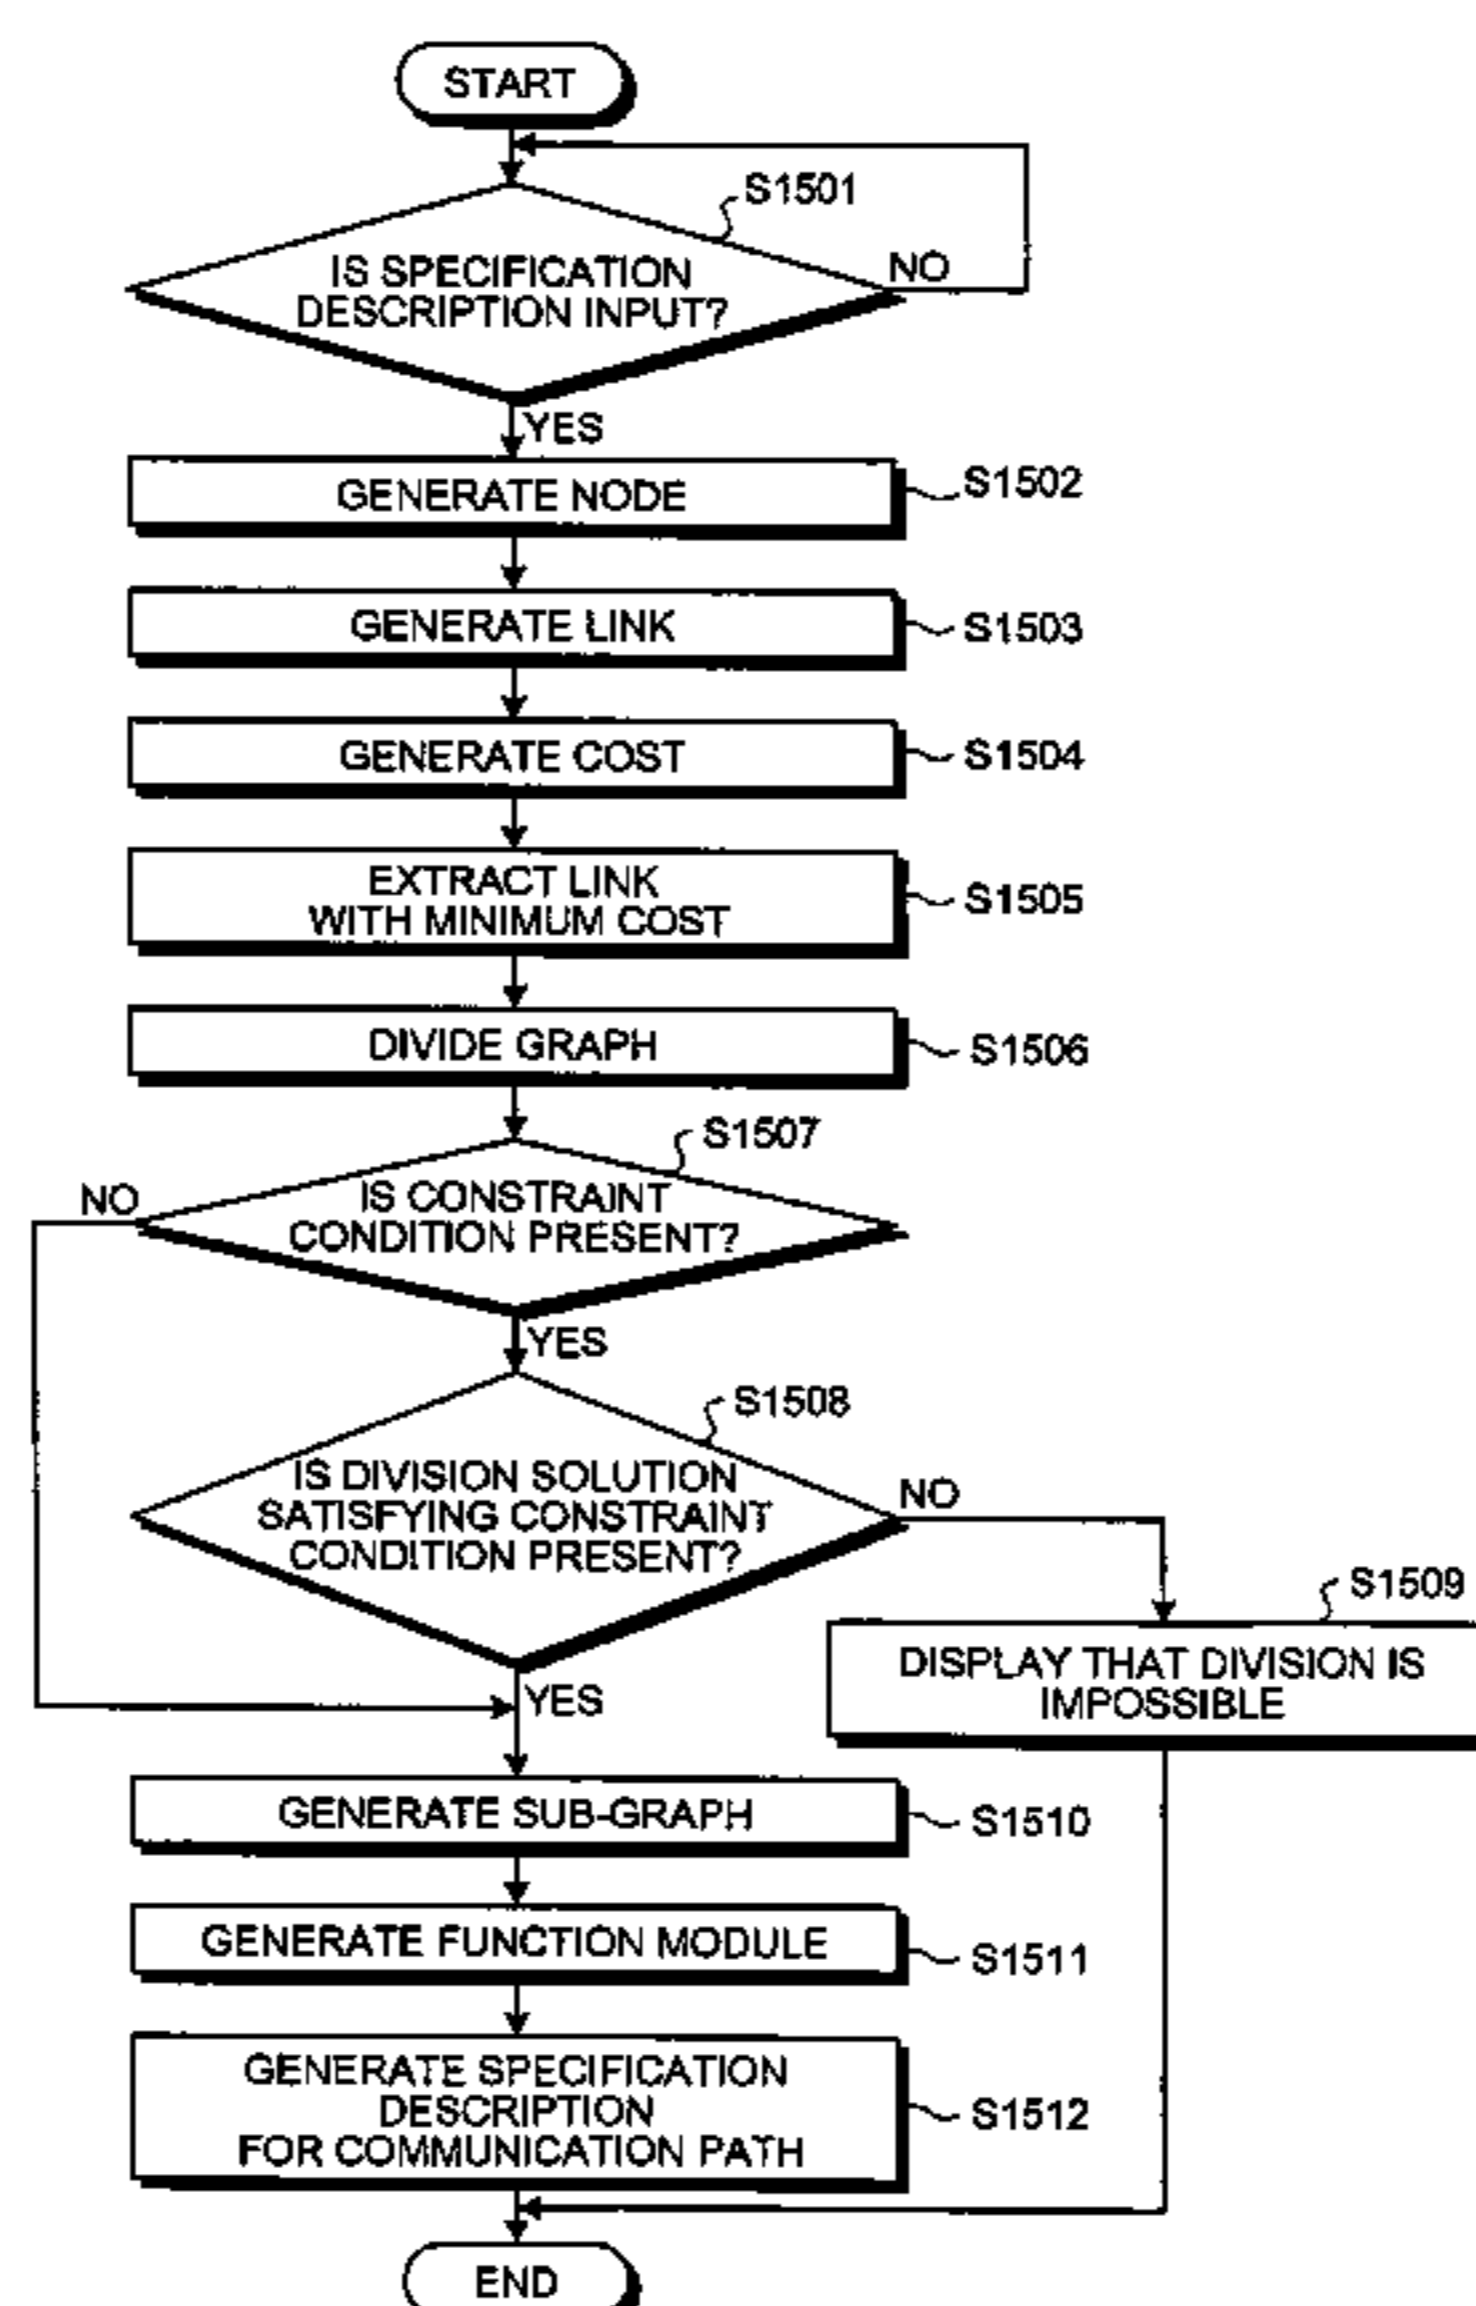 START
S1501
IS SPECIFICATION
DESCRIPTION INPUT?
NO
YES
GENERATE NODE
S1502
GENERATE LINK
S1503
GENERATE COST
S1504
EXTRACT LINK
WITH MINIMUM COST
S1505
DIVIDE GRAPH
S1506
S1507
NO
IS CONSTRAINT
CONDITION PRESENT?
YES
S1508
IS DIVISION SOLUTION
SATISFYING CONSTRAINT
CONDITION PRESENT?
NO
S1509
DISPLAY THAT DIVISION IS
IMPOSSIBLE
YES
GENERATE SUB-GRAPH
S1510
GENERATE FUNCTION MODULE
S1511
GENERATE SPECIFICATION
DESCRIPTION
FOR COMMUNICATION PATH
S1512
END